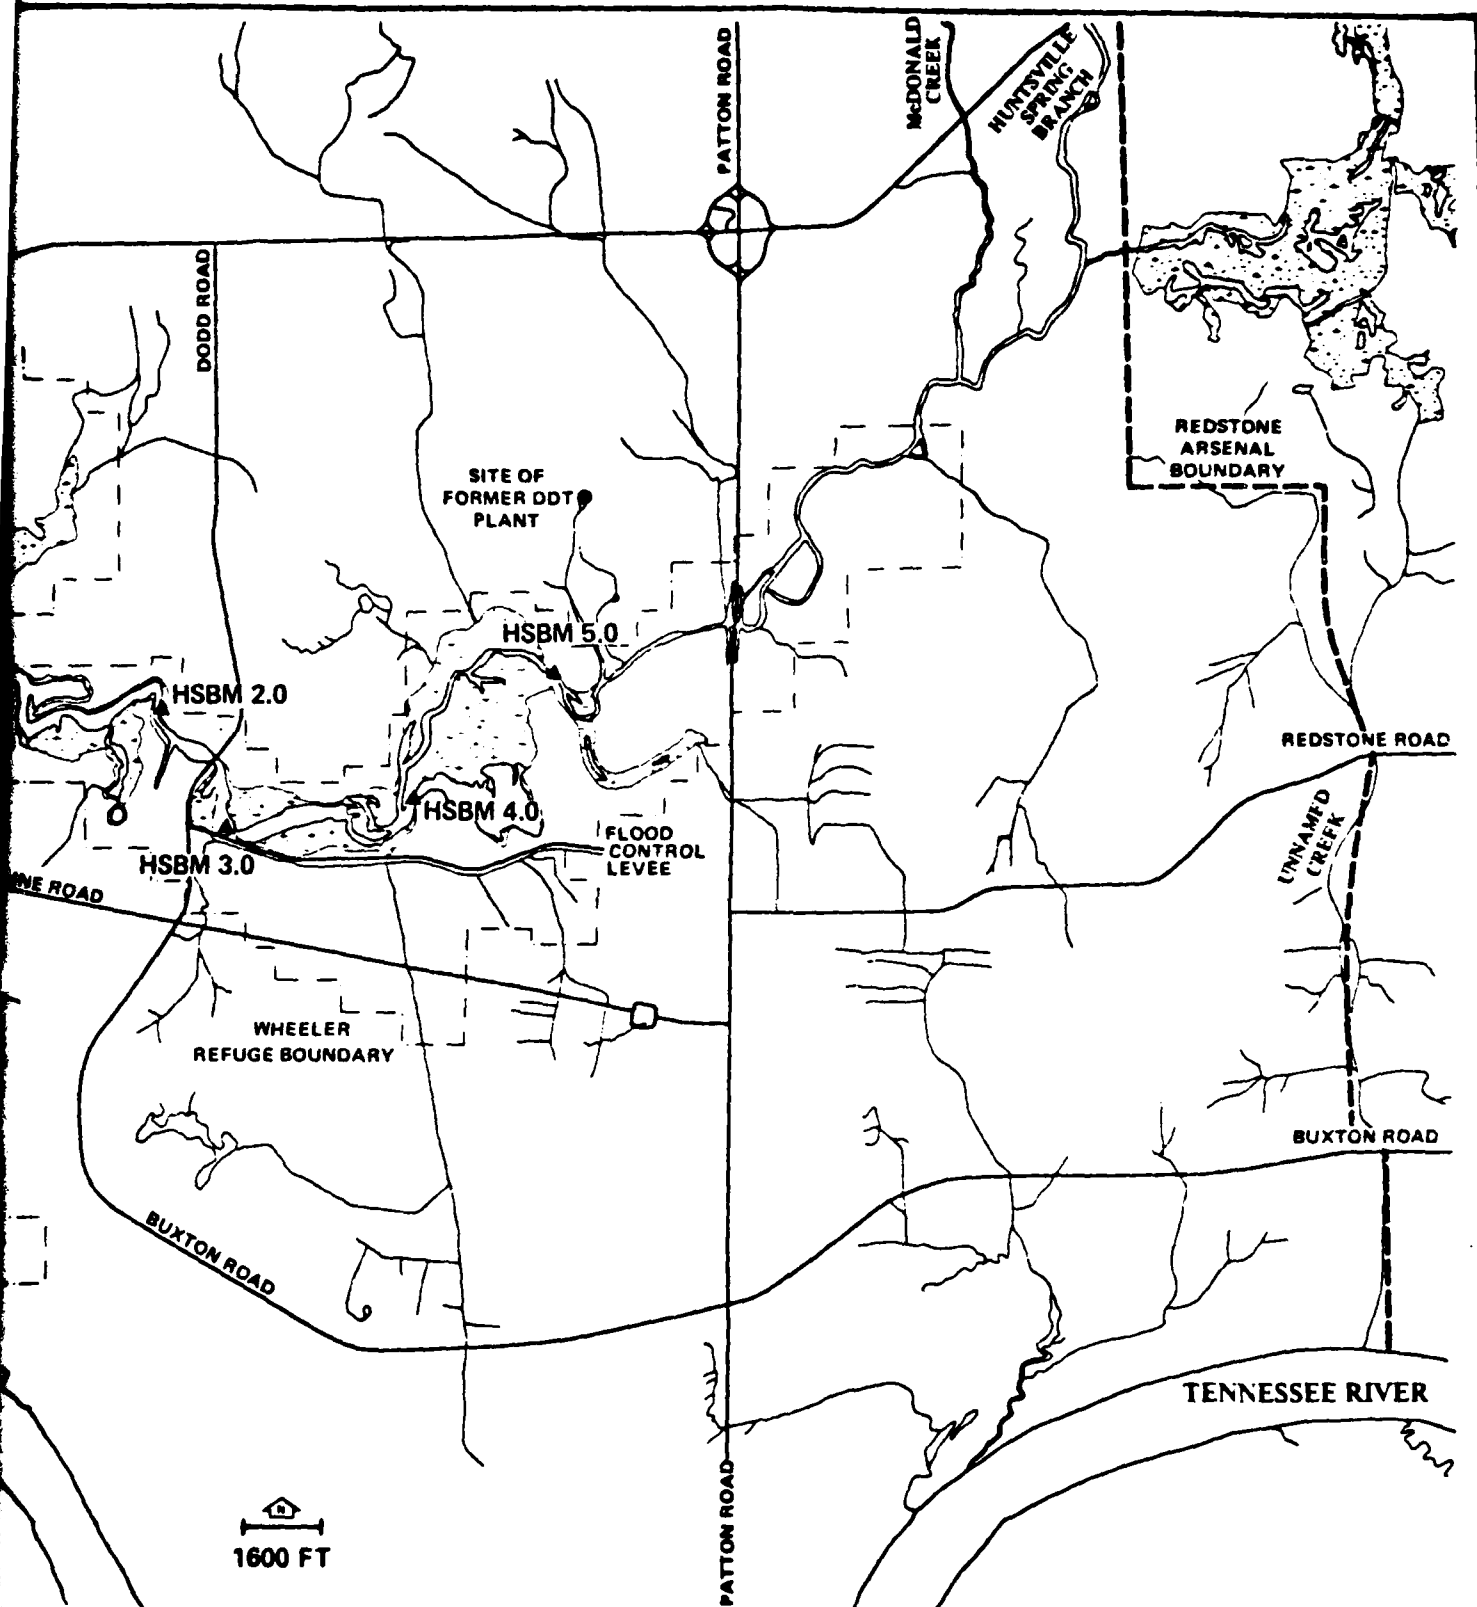 PATTON ROAD
McDONALD
CREEK
HUNTSVILLE
SPRING
BRANCH
DODD ROAD
REDSTONE
ARSENAL
BOUNDARY
SITE OF
FORMER DDT
PLANT
HSBM 5.0
HSBM 2.0
REDSTONE ROAD
HSBM 4.0
UNNAMED
CREEK
FLOOD
CONTROL
LEVEE
HSBM 3.0
NE ROAD
WHEELER
REFUGE BOUNDARY
BUXTON ROAD
BUXTON ROAD
TENNESSEE RIVER
PATTON ROAD
N
1600 FT